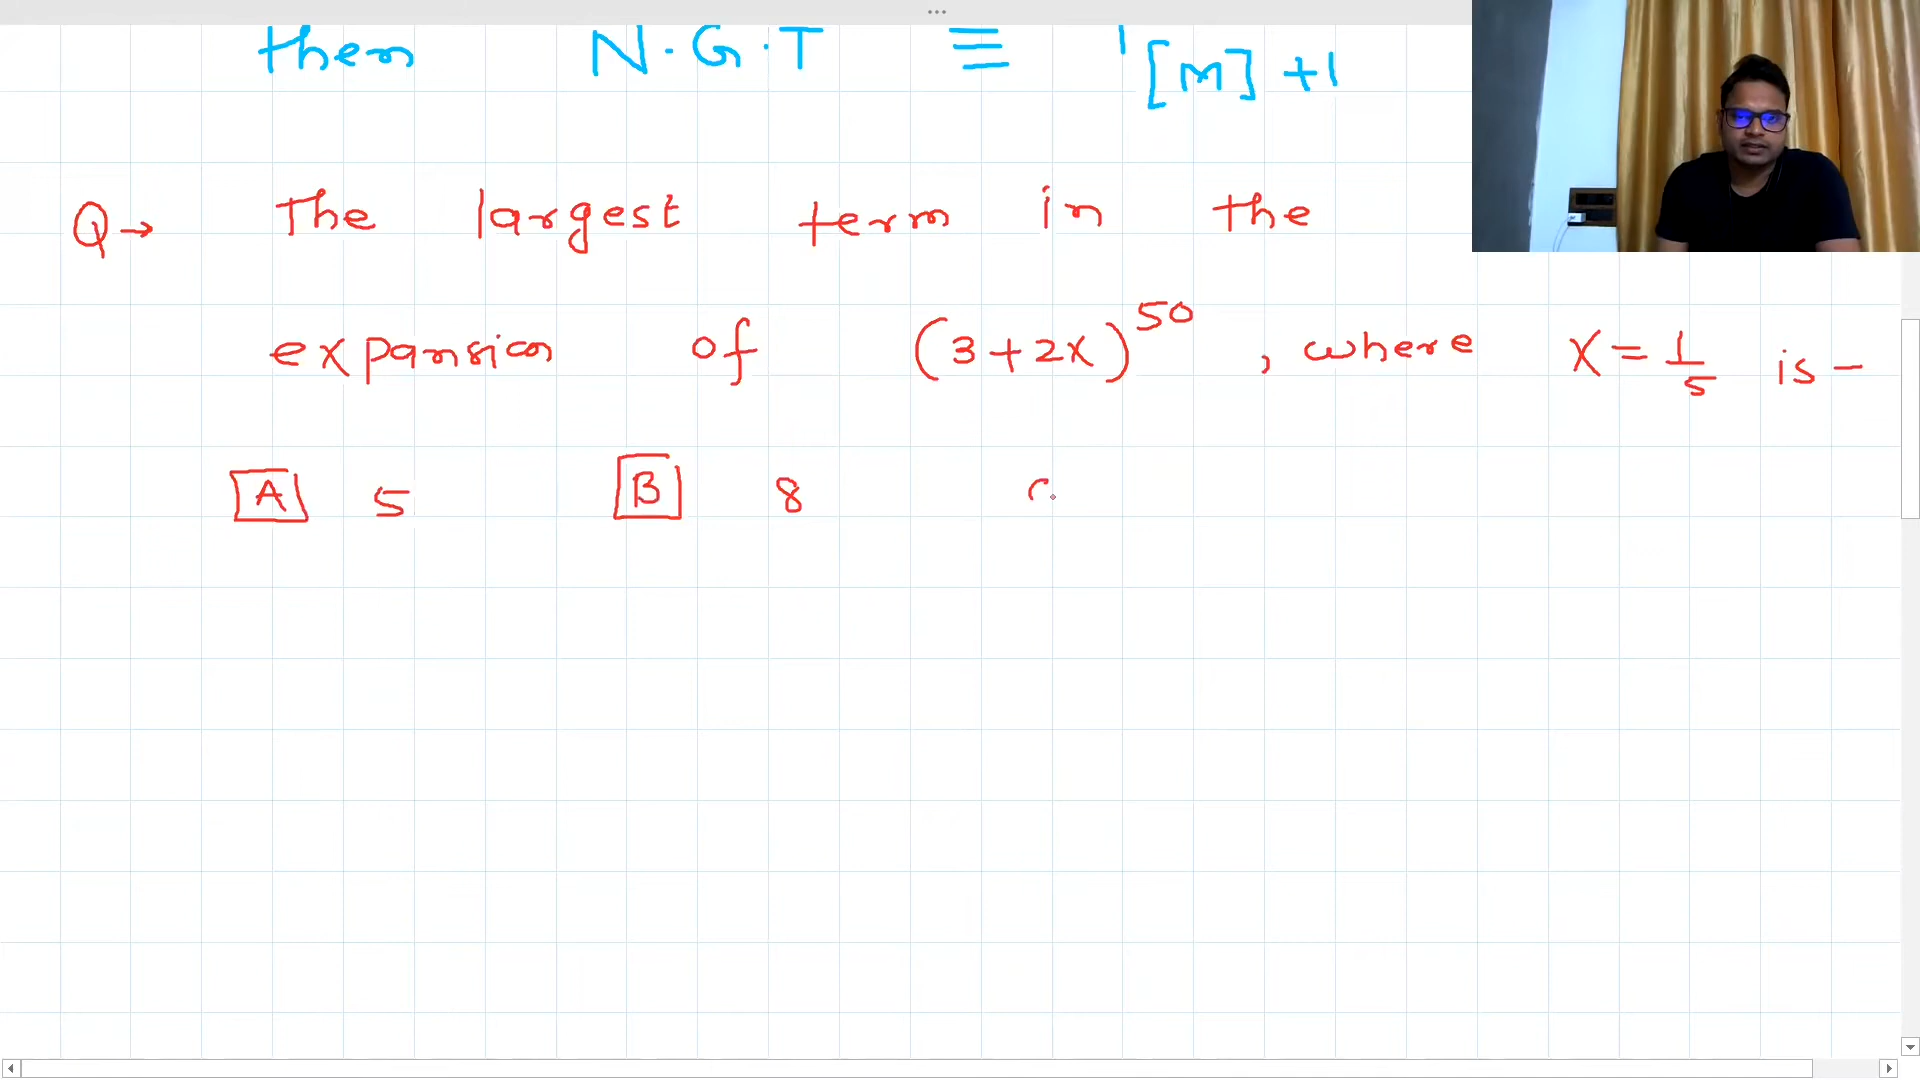 then N.G.T ≡ T[M]+1
Q→ The largest term in the
expansion of (3+2x)^50, where x=1/5 is -
A 5 B 8 C